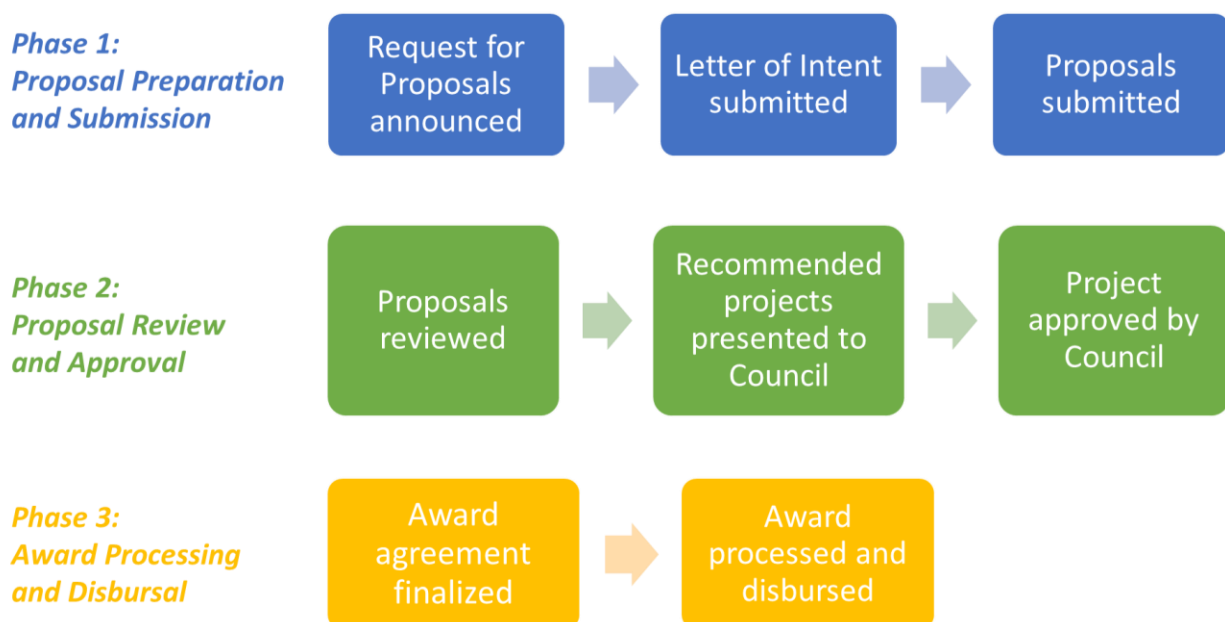 Phase 1:
Proposal Preparation
and Submission
Request for
Proposals
announced
Letter of Intent
submitted
Proposals
submitted
Phase 2:
Proposal Review
and Approval
Proposals
reviewed
Recommended
projects
presented to
Council
Project
approved by
Council
Phase 3:
Award Processing
and Disbursal
Award
agreement
finalized
Award
processed and
disbursed